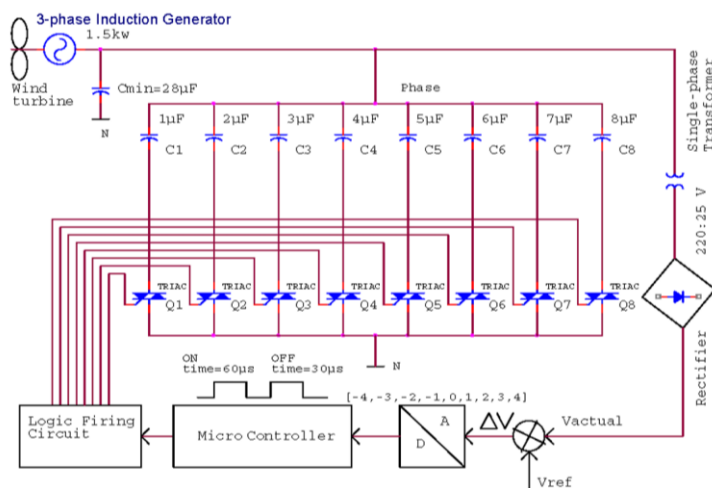 3-phase Induction Generator
1.5kw
Wind
turbine
Cmin=28µF
N
Phase
1µF 2µF 3µF 4µF 5µF 6µF 7µF 8µF
C1 C2 C3 C4 C5 C6 C7 C8
Single-phase
Transformer
220:25 V
TRIAC TRIAC TRIAC TRIAC TRIAC TRIAC TRIAC TRIAC
Q1 Q2 Q3 Q4 Q5 Q6 Q7 Q8
Rectifier
N
ON
time=60µs
OFF
time=30µs
[-4,-3,-2,-1,0,1,2,3,4]
Logic Firing
Circuit
Micro Controller
A
D
ΔV
Vactual
Vref